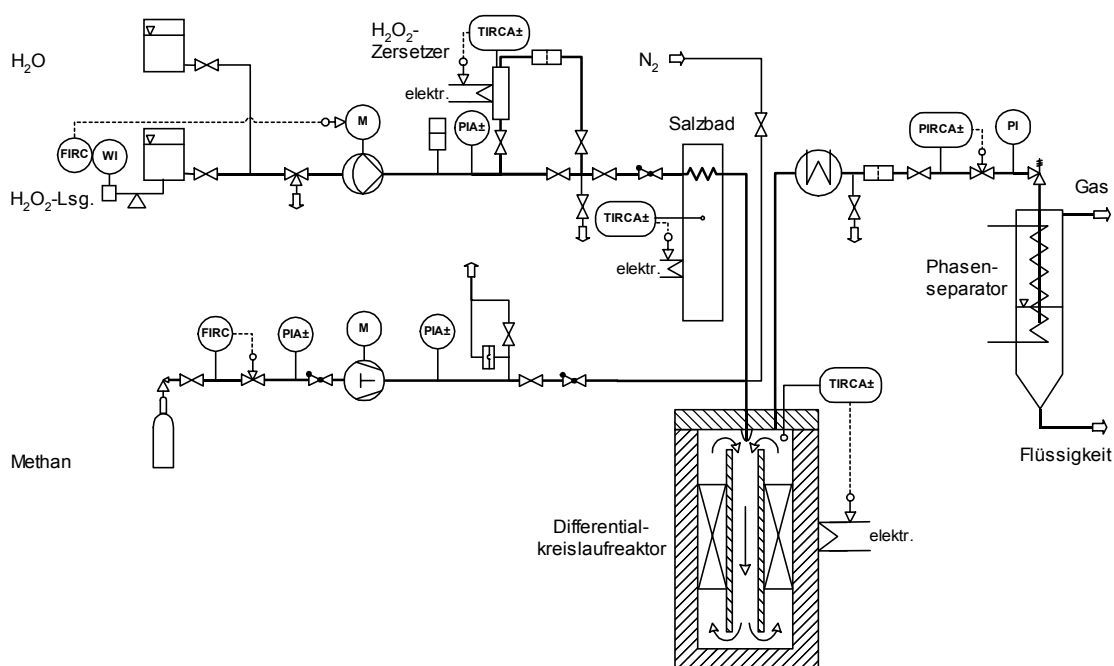 H2O2-
Zersetzer
TIRCA±
H2O
N2
elektr.
M
PIA±
Salzbad
PIRCA±
PI
FIRC
WI
H2O2-Lsg.
Gas
TIRCA±
elektr.
Phasen-
separator
FIRC
PIA±
M
PIA±
TIRCA±
Methan
Flüssigkeit
Differential-
kreislaufreaktor
elektr.